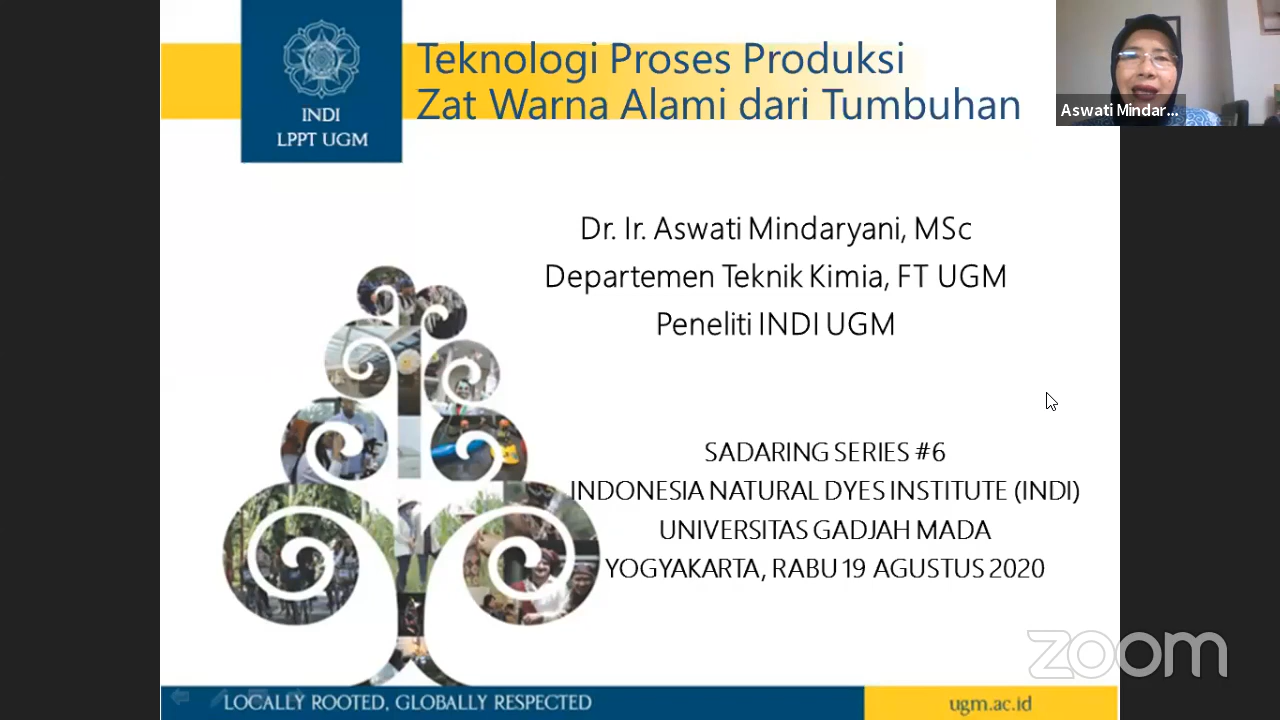 INDI
LPPT UGM
Teknologi Proses Produksi
Zat Warna Alami dari Tumbuhan
Aswati Mindar...
Dr. Ir. Aswati Mindaryani, MSc
Departemen Teknik Kimia, FT UGM
Peneliti INDI UGM
SADARING SERIES #6
INDONESIA NATURAL DYES INSTITUTE (INDI)
UNIVERSITAS GADJAH MADA
YOGYAKARTA, RABU 19 AGUSTUS 2020
zoom
LOCALLY ROOTED, GLOBALLY RESPECTED
ugm.ac.id